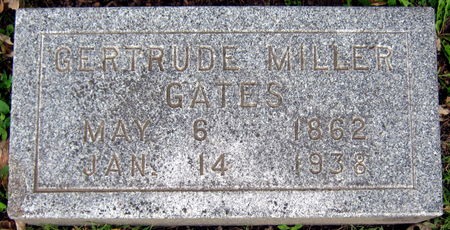 GERTRUDE MILLER
GATES
MAY 6 1862
JAN. 14 1938